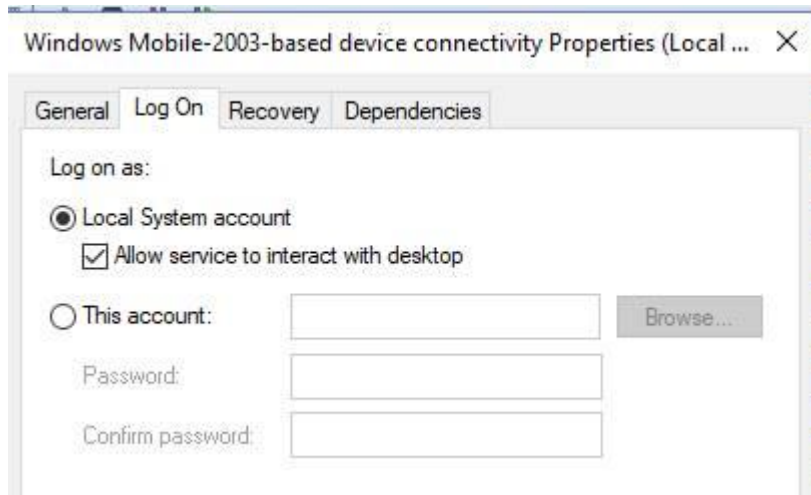 Windows Mobile-2003-based device connectivity Properties (Local ...
General Log On Recovery Dependencies
Log on as:
Local System account
Allow service to interact with desktop
This account: Browse...
Password:
Confirm password: